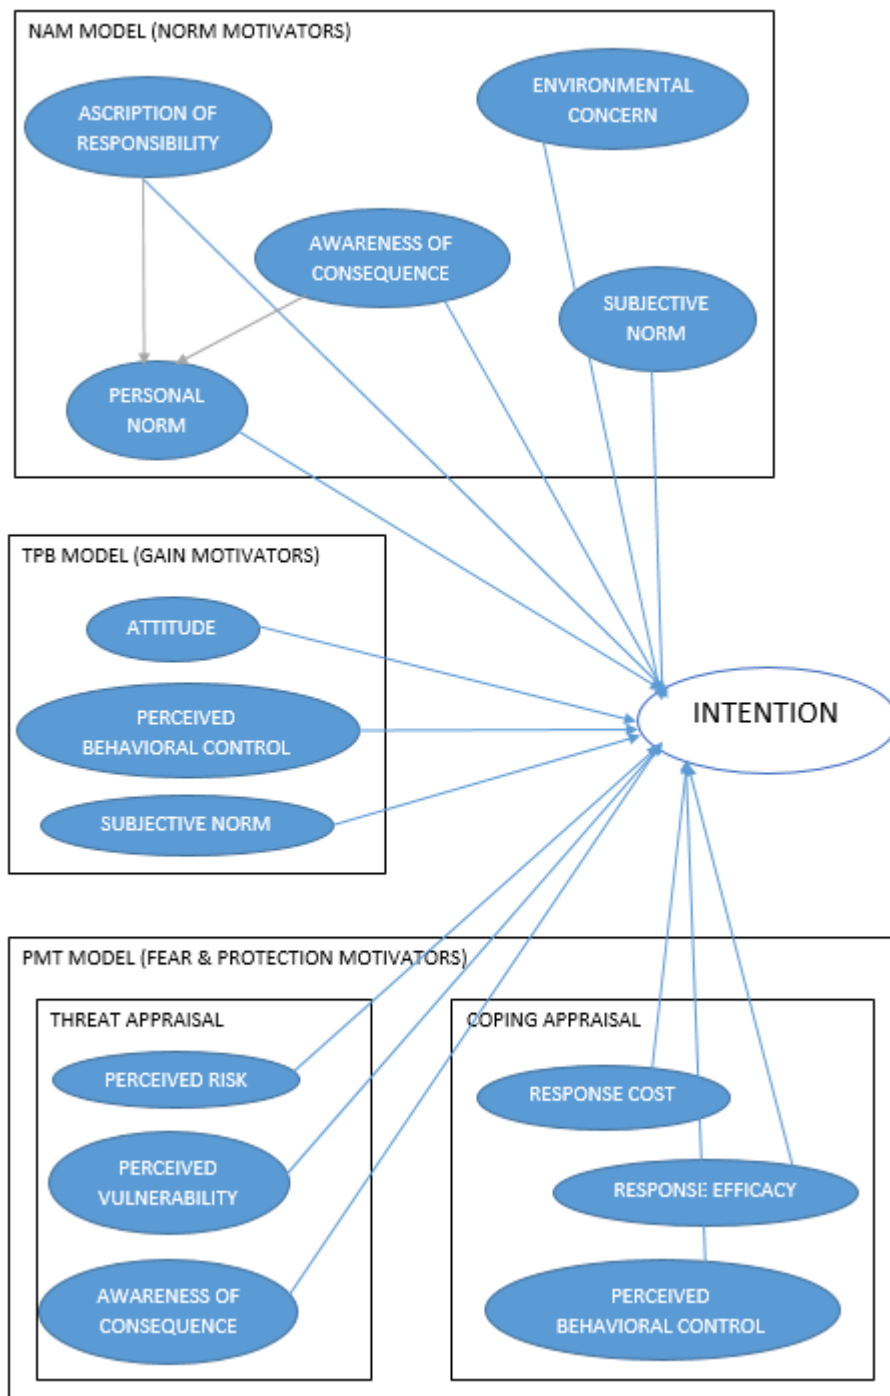 NAM MODEL (NORM MOTIVATORS)
ASCRIPTION OF
RESPONSIBILITY
ENVIRONMENTAL
CONCERN
AWARENESS OF
CONSEQUENCE
SUBJECTIVE
NORM
PERSONAL
NORM
TPB MODEL (GAIN MOTIVATORS)
ATTITUDE
PERCEIVED
BEHAVIORAL CONTROL
SUBJECTIVE NORM
INTENTION
PMT MODEL (FEAR & PROTECTION MOTIVATORS)
THREAT APPRAISAL
PERCEIVED RISK
PERCEIVED
VULNERABILITY
AWARENESS OF
CONSEQUENCE
COPING APPRAISAL
RESPONSE COST
RESPONSE EFFICACY
PERCEIVED
BEHAVIORAL CONTROL